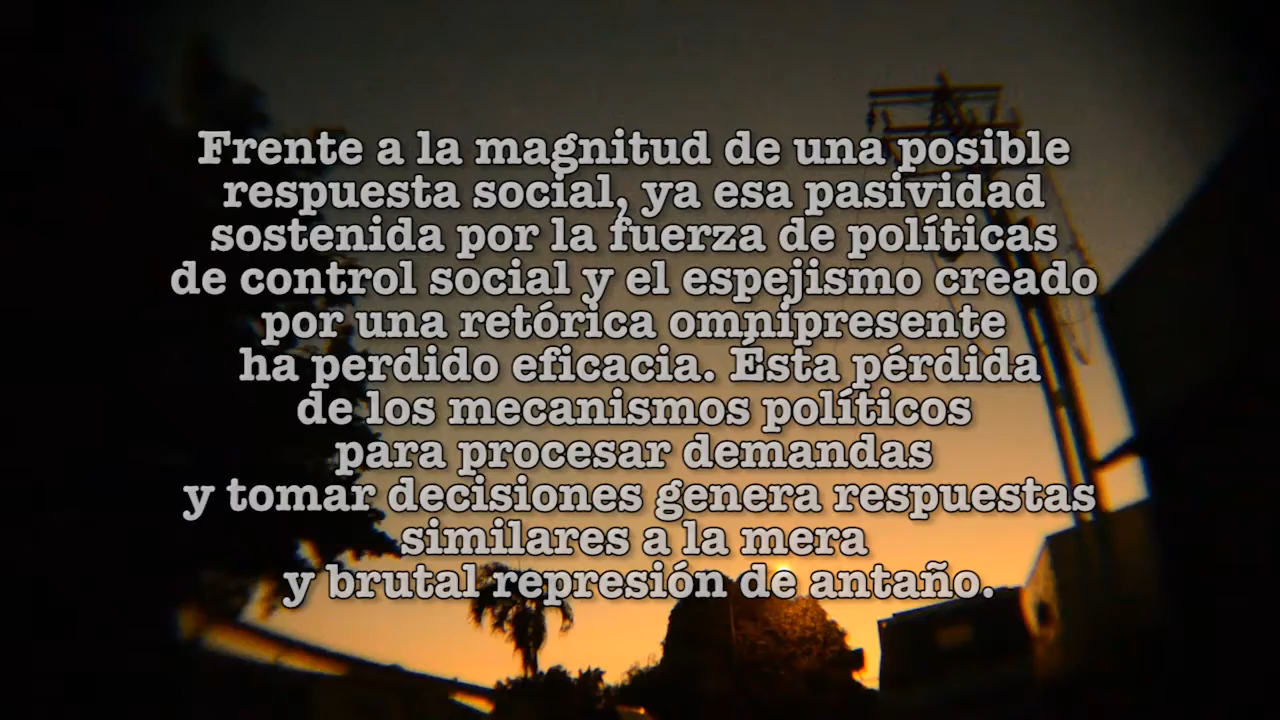 Frente a la magnitud de una posible
respuesta social, ya esa pasividad
sostenida por la fuerza de políticas
de control social y el espejismo creado
por una retórica omnipresente
ha perdido eficacia. Ésta pérdida
de los mecanismos políticos
para procesar demandas
y tomar decisiones genera respuestas
similares a la mera
y brutal represión de antaño.